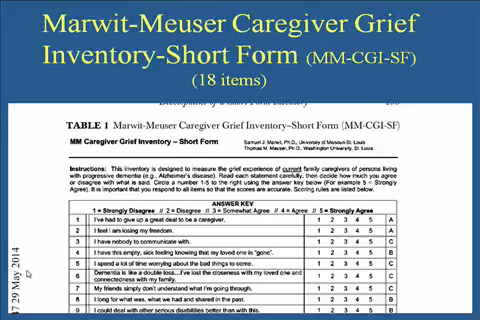 Marwit-Meuser Caregiver Grief
Inventory-Short Form (MM-CGI-SF)
(18 items)
Development of a Short Form Inventory
TABLE 1 Marwit-Meuser Caregiver Grief Inventory–Short Form (MM-CGI-SF)
MM Caregiver Grief Inventory – Short Form
Samuel J. Marwit, Ph.D., University of Missouri-St. Louis
Thomas M. Meuser, Ph.D., Washington University, St. Louis
Instructions: This inventory is designed to measure the grief experience of current family caregivers of persons living
with progressive dementia (e.g., Alzheimer's disease). Read each statement carefully, then decide how much you agree
or disagree with what is said. Circle a number 1-5 to the right using the answer key below (For example 5 = Strongly
Agree). It is important that you respond to all items so that the scores are accurate. Scoring rules are listed below.
ANSWER KEY
1 = Strongly Disagree // 2 = Disagree // 3 = Somewhat Agree // 4 = Agree // 5 = Strongly Agree
1 I've had to give up a great deal to be a caregiver. 1 2 3 4 5 A
2 I feel I am losing my freedom. 1 2 3 4 5 A
3 I have nobody to communicate with. 1 2 3 4 5 C
4 I have this empty, sick feeling knowing that my loved one is "gone". 1 2 3 4 5 B
5 I spend a lot of time worrying about the bad things to come. 1 2 3 4 5 C
6 Dementia is like a double loss...I've lost the closeness with my loved one and
connectedness with my family. 1 2 3 4 5 C
7 My friends simply don't understand what I'm going through. 1 2 3 4 5 C
8 I long for what was, what we had and shared in the past. 1 2 3 4 5 B
9 I could deal with other serious disabilities better than with this. 1 2 3 4 5 B
47 29 May 2014